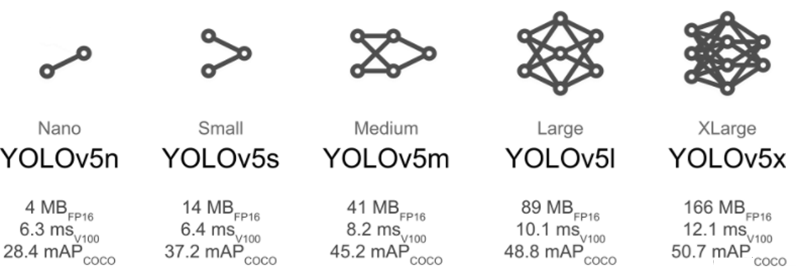 Nano Small Medium Large XLarge
YOLOv5n YOLOv5s YOLOv5m YOLOv5l YOLOv5x
4 MB FP16 14 MB FP16 41 MB FP16 89 MB FP16 166 MB FP16
6.3 ms V100 6.4 ms V100 8.2 ms V100 10.1 ms V100 12.1 ms V100
28.4 mAP COCO 37.2 mAP COCO 45.2 mAP COCO 48.8 mAP COCO 50.7 mAP COCO